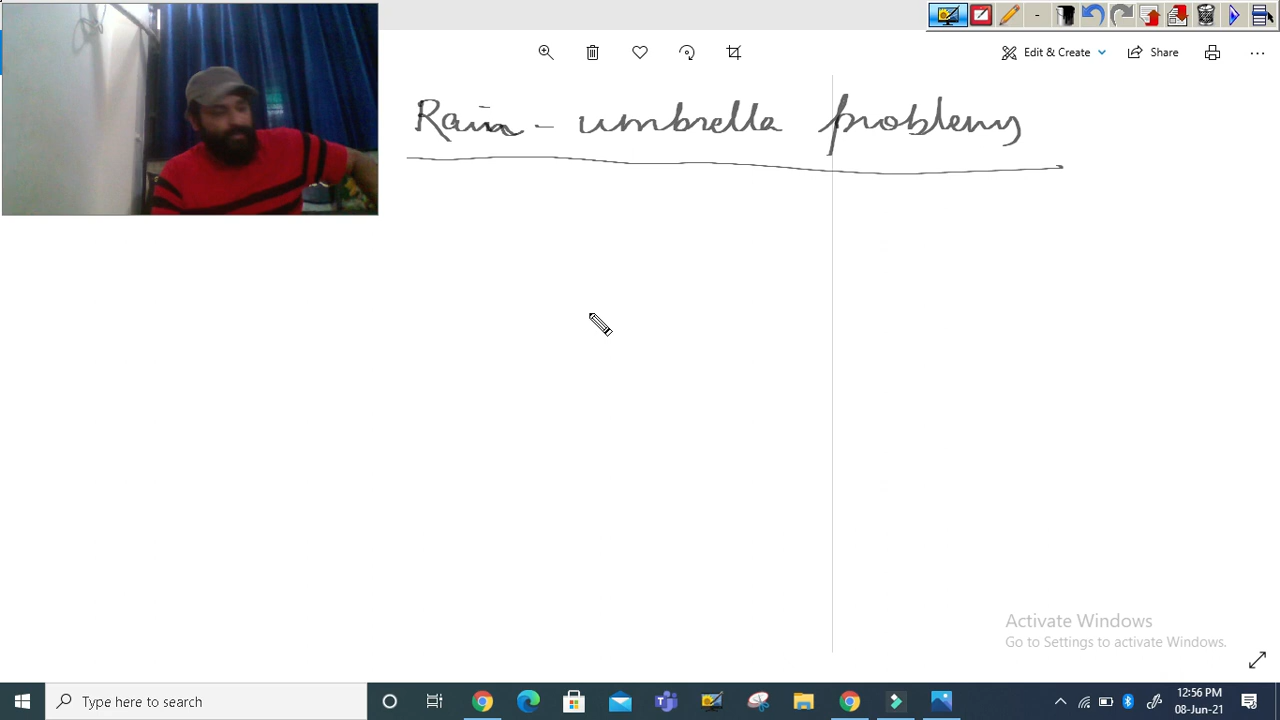 Edit & Create
Share
Rain - umbrella problems
Activate Windows
Go to Settings to activate Windows.
Type here to search
12:56 PM
08-Jun-21